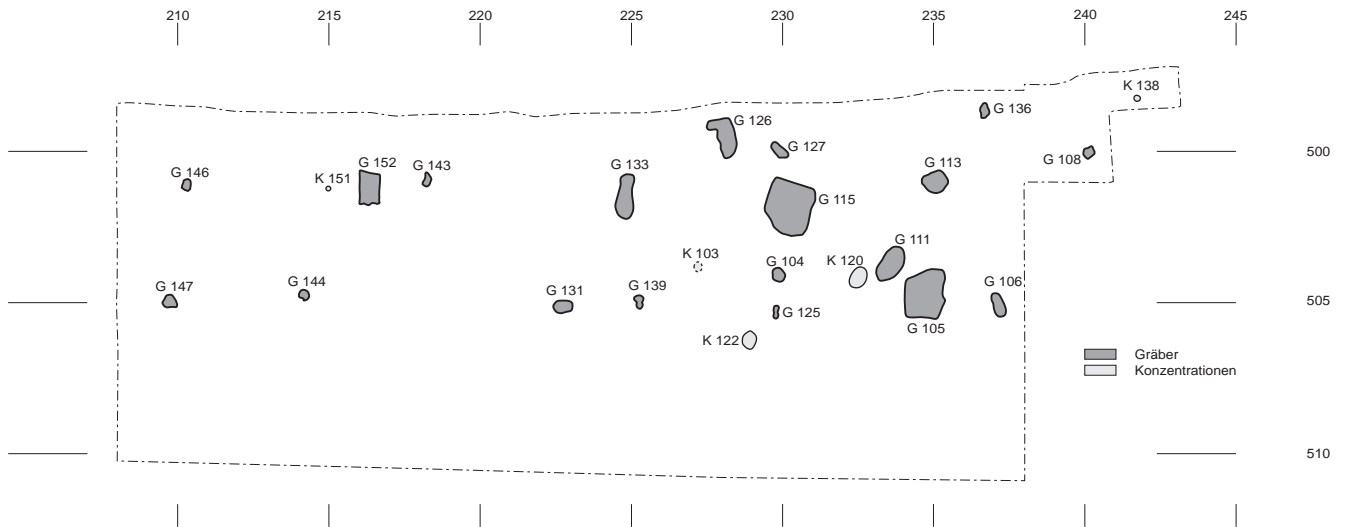 210 215 220 225 230 235 240 245
K 138
G 136
G 126
G 127
500
G 108
G 113
G 133
G 152
G 143
G 146
K 151
G 115
G 111
K 103
G 104
K 120
G 144
G 147
G 139
G 131
G 106
G 125
G 105
K 122
Gräber
Konzentrationen
505
510